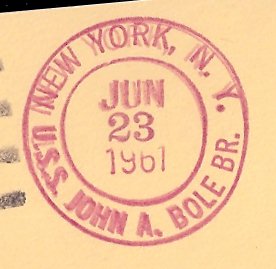 NEW YORK, N. Y.
JUN
23
1961
U.S.S. JOHN A. BOLE BR.